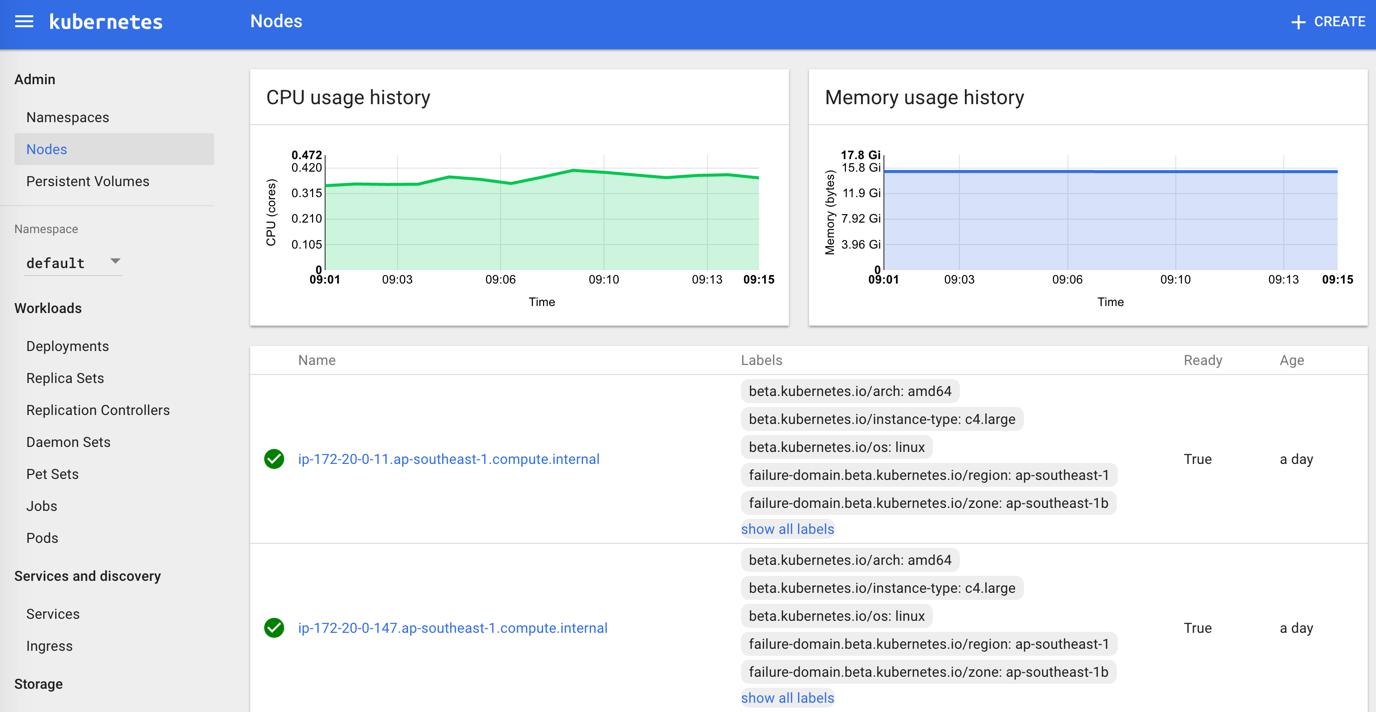 kubernetes
Nodes
CREATE
Admin
Namespaces
Nodes
Persistent Volumes
Namespace
default
Workloads
Deployments
Replica Sets
Replication Controllers
Daemon Sets
Pet Sets
Jobs
Pods
Services and discovery
Services
Ingress
Storage
CPU usage history
CPU (cores)
0.472
0.420
0.315
0.210
0.105
0
09:01 09:03 09:06 09:10 09:13 09:15
Time
Memory usage history
Memory (bytes)
17.8 Gi
15.8 Gi
11.9 Gi
7.92 Gi
3.96 Gi
0
09:01 09:03 09:06 09:10 09:13 09:15
Time
Name Labels Ready Age
beta.kubernetes.io/arch: amd64
beta.kubernetes.io/instance-type: c4.large
beta.kubernetes.io/os: linux
ip-172-20-0-11.ap-southeast-1.compute.internal True a day
failure-domain.beta.kubernetes.io/region: ap-southeast-1
failure-domain.beta.kubernetes.io/zone: ap-southeast-1b
show all labels
beta.kubernetes.io/arch: amd64
beta.kubernetes.io/instance-type: c4.large
beta.kubernetes.io/os: linux
ip-172-20-0-147.ap-southeast-1.compute.internal True a day
failure-domain.beta.kubernetes.io/region: ap-southeast-1
failure-domain.beta.kubernetes.io/zone: ap-southeast-1b
show all labels